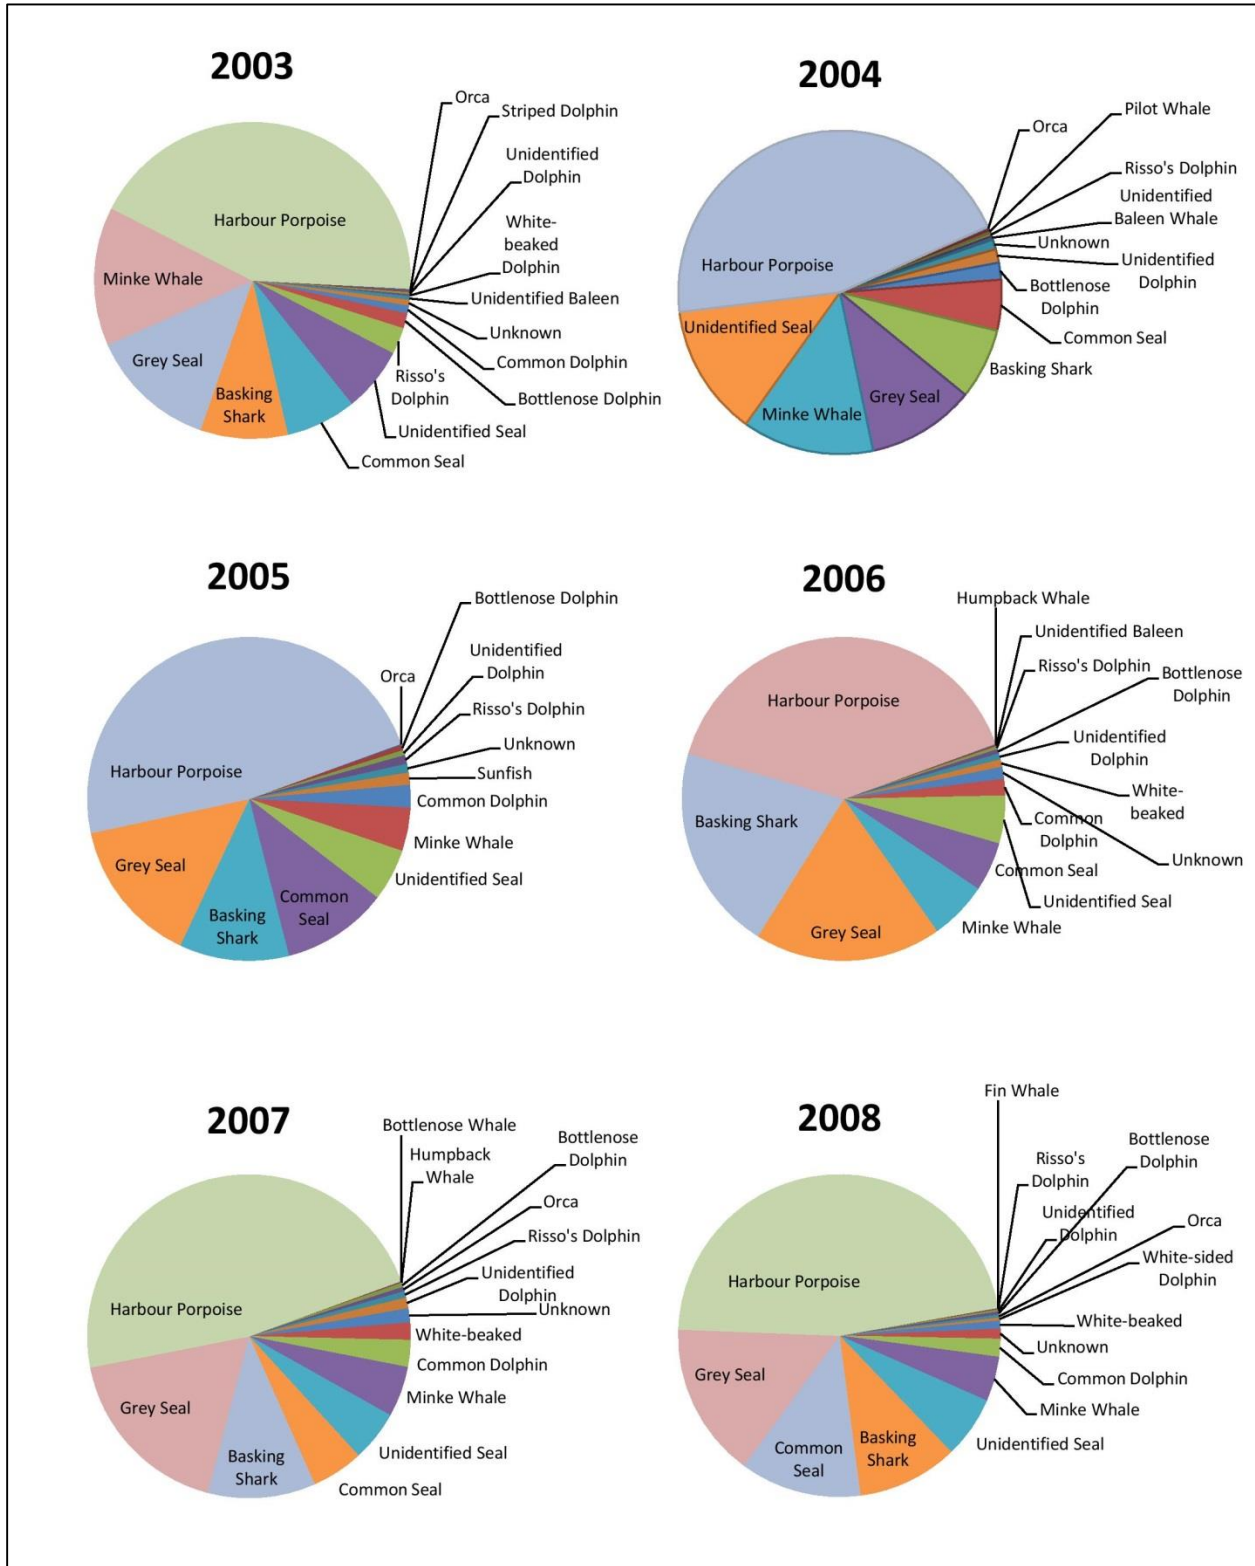 2003
Orca
Striped Dolphin
Unidentified
Dolphin
White-
beaked
Dolphin
Unidentified Baleen
Unknown
Common Dolphin
Bottlenose Dolphin
Risso's
Dolphin
Unidentified Seal
Common Seal
Basking
Shark
Grey Seal
Minke Whale
Harbour Porpoise
2004
Orca
Pilot Whale
Risso's Dolphin
Unidentified
Baleen Whale
Unknown
Unidentified
Dolphin
Bottlenose
Dolphin
Common Seal
Basking Shark
Grey Seal
Minke Whale
Unidentified Seal
Harbour Porpoise
2005
Orca
Bottlenose Dolphin
Unidentified
Dolphin
Risso's Dolphin
Unknown
Sunfish
Common Dolphin
Minke Whale
Unidentified Seal
Common
Seal
Basking
Shark
Grey Seal
Harbour Porpoise
2006
Humpback Whale
Unidentified Baleen
Risso's Dolphin
Bottlenose
Dolphin
Unidentified
Dolphin
White-
beaked
Common
Dolphin
Unknown
Common Seal
Unidentified Seal
Minke Whale
Grey Seal
Basking Shark
Harbour Porpoise
2007
Bottlenose Whale
Humpback
Whale
Bottlenose
Dolphin
Orca
Risso's Dolphin
Unidentified
Dolphin
Unknown
White-beaked
Common Dolphin
Minke Whale
Unidentified Seal
Common Seal
Basking
Shark
Grey Seal
Harbour Porpoise
2008
Fin Whale
Risso's
Dolphin
Bottlenose
Dolphin
Unidentified
Dolphin
Orca
White-sided
Dolphin
White-beaked
Unknown
Common Dolphin
Minke Whale
Unidentified Seal
Basking
Shark
Common
Seal
Grey Seal
Harbour Porpoise